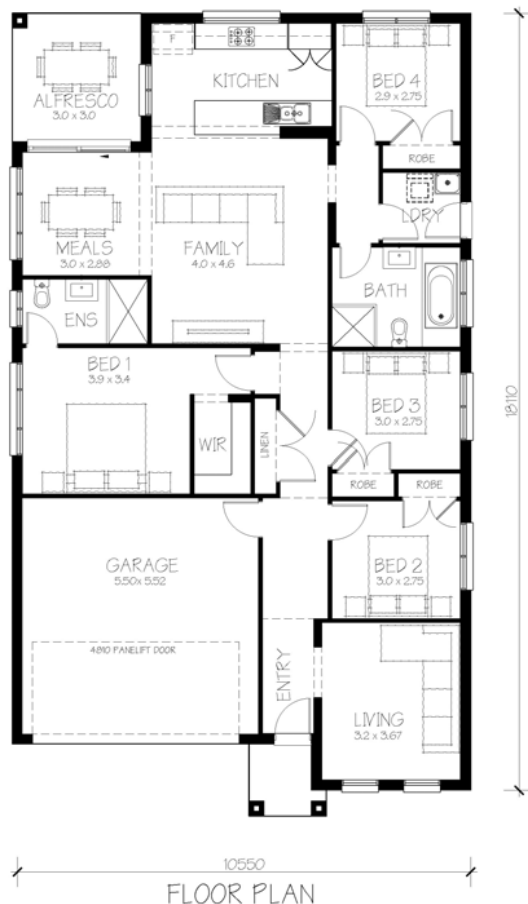 F
KITCHEN
BED 4
2.9 x 2.75
ALFRESCO
3.0 x 3.0
ROBE
LDRY
MEALS
3.0 x 2.88
FAMILY
4.0 x 4.6
BATH
ENS
BED 1
3.9 x 3.4
BED 3
3.0 x 2.75
18110
WIR
LINEN
ROBE
ROBE
GARAGE
5.50x 5.52
BED 2
3.0 x 2.75
4810 PANELIFT DOOR
ENTRY
LIVING
3.2 x 3.67
10550
FLOOR PLAN